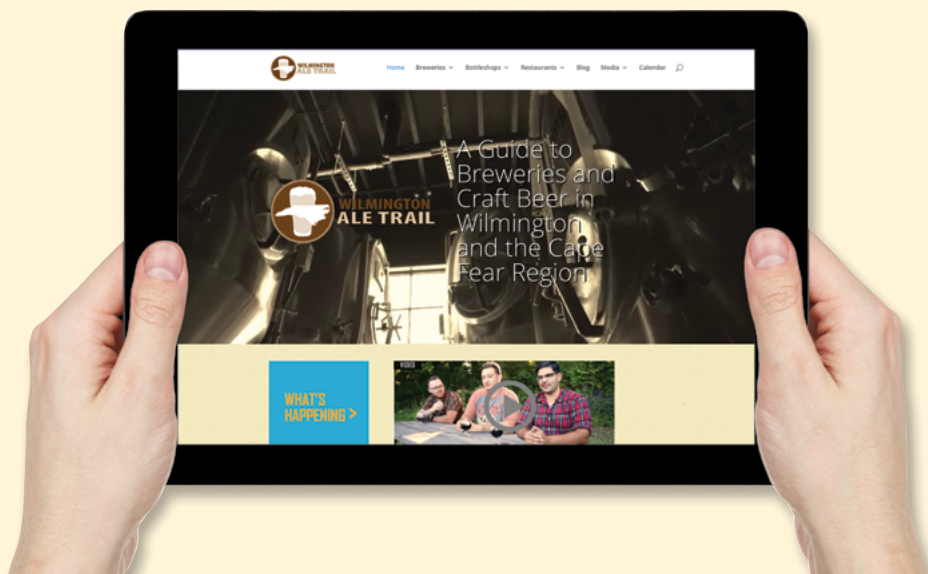 WILMINGTON
ALE TRAIL
Home Breweries Bottleshops Restaurants Blog Media Calendar
WILMINGTON
ALE TRAIL
A Guide to
Breweries and
Craft Beer in
Wilmington
and the Cape
Fear Region
WHAT'S
HAPPENING >
VIDEO